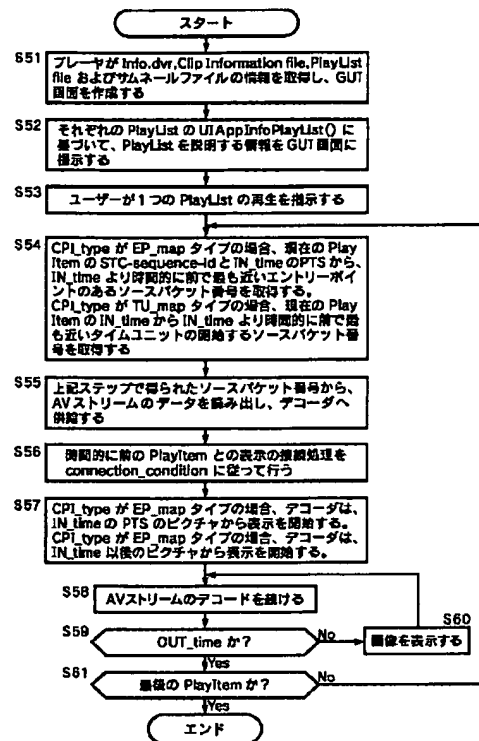 スタート
S51
プレーヤが Info.dvr,Clip Information file,PlayList
file およびサムネールファイルの情報を取得し、GUT
画面を作成する
S52
それぞれの PlayList の UIAppInfoPlayList() に
基づいて、PlayList を説明する情報を GUT画面に
提示する
S53
ユーザーが1つの PlayList の再生を指示する
S54
CPI_type が EP_map タイプの場合、現在の Play
Item の STC-sequence-id と IN_time のPTS から、
IN_time より時間的に前で最も近いエントリーポイ
ントのあるソースパケット番号を取得する。
CPI_type が TU_map タイプの場合、現在の Play
Item の IN_time から IN_time より時間的に前で最
も近いタイムユニットの開始するソースパケット番
号を取得する
S55
上記ステップで得られたソースパケット番号から、
AVストリームのデータを読み出し、デコーダへ
供給する
S56
時間的に前の PlayItem との表示の接続処理を
connection_condition に従って行う
S57
CPI_type が EP_map タイプの場合、デコーダは、
IN_time の PTS のピクチャから表示を開始する。
CPI_type が EP_map タイプの場合、デコーダは、
IN_time 以後のピクチャから表示を開始する。
S58
AVストリームのデコードを続ける
S59
OUT_time か?
No
S60
画像を表示する
Yes
S61
最後の PlayItem か?
No
Yes
エンド